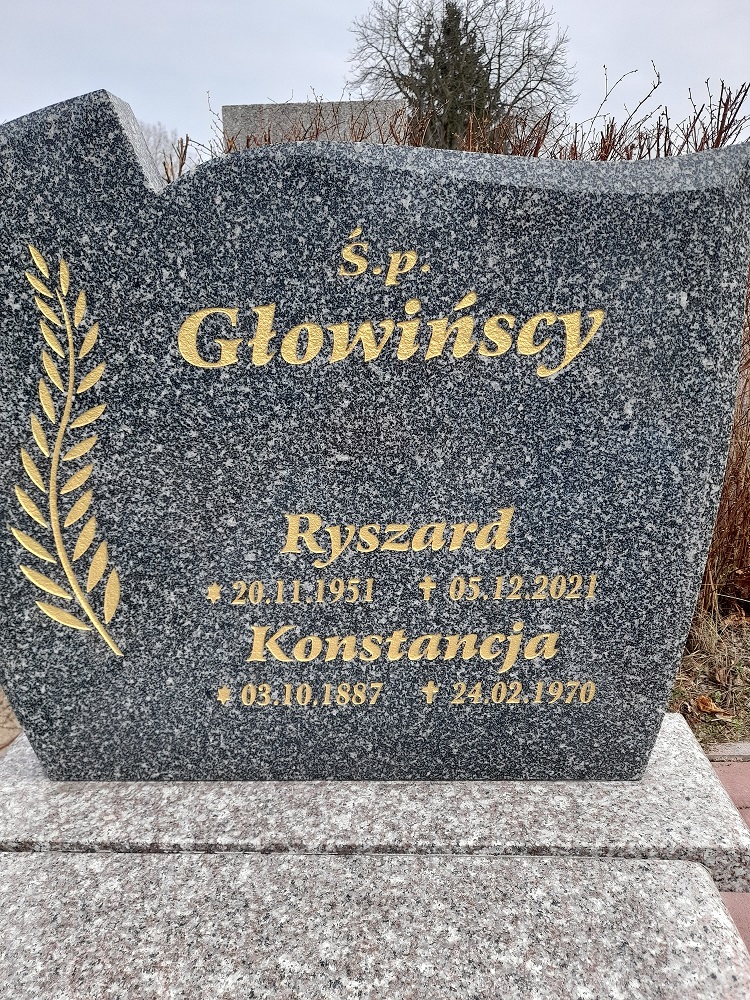 Ś.p.
Głowińscy
Ryszard
* 20.11.1951 ✝ 05.12.2021
Konstancja
* 03.10.1887 ✝ 24.02.1970